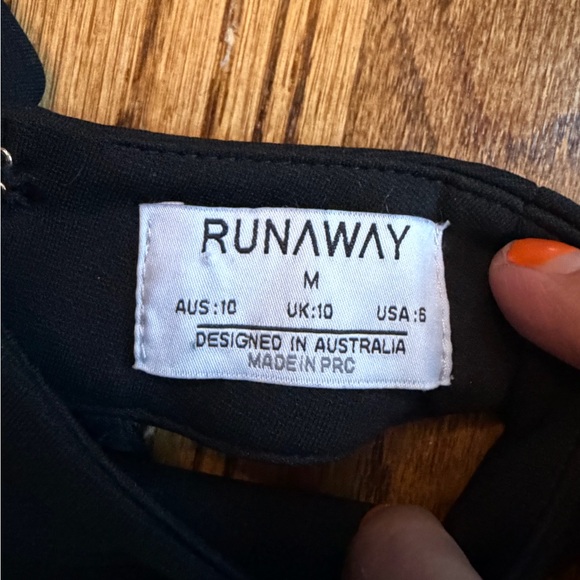 RUNAWAY
M
AUS:10 UK:10 USA:6
DESIGNED IN AUSTRALIA
MADE IN PRC